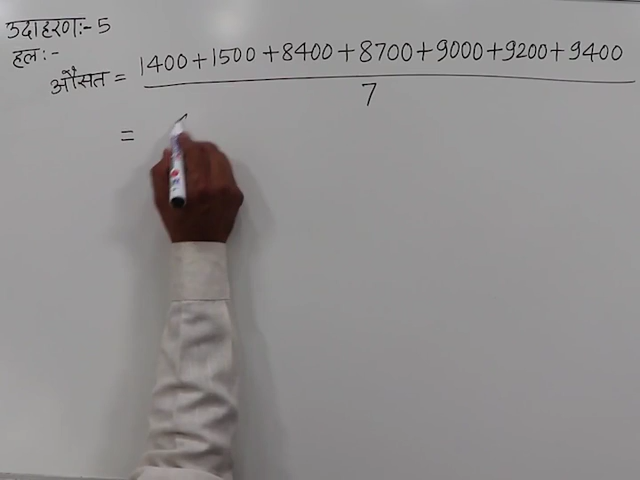 उदाहरण:- 5
हल:-
औसत = 1400+1500+8400+8700+9000+9200+9400
7
=